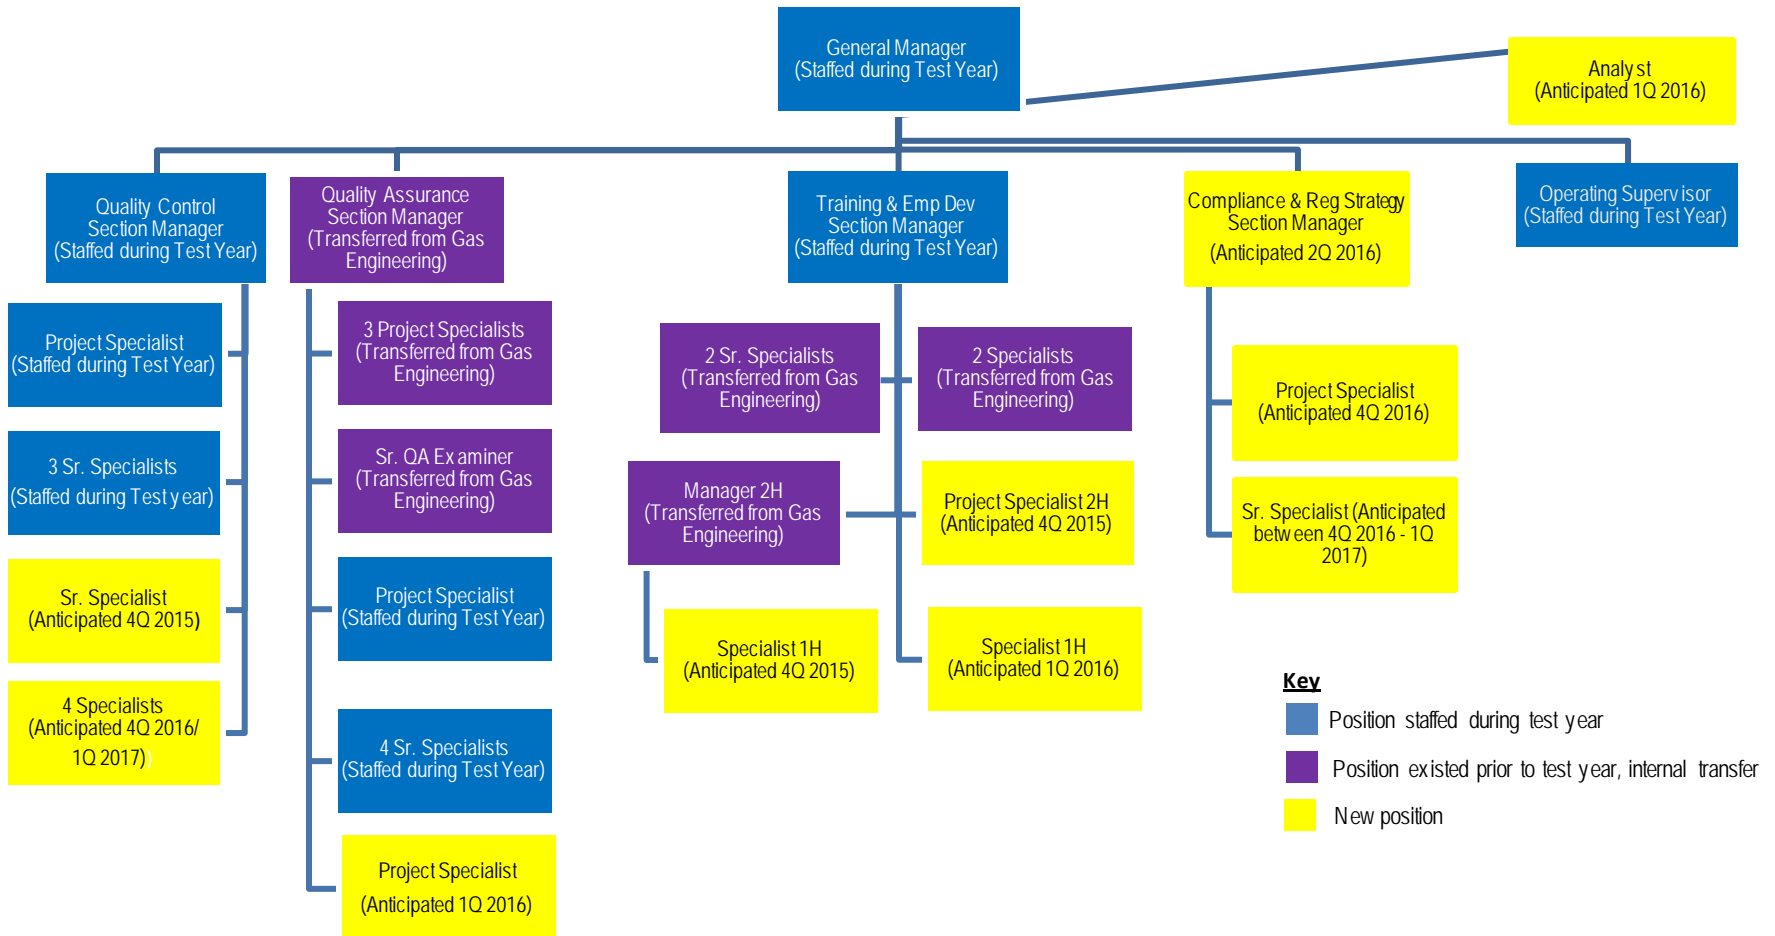 General Manager
(Staffed during Test Year)
Analyst
(Anticipated 1Q 2016)
Quality Control
Section Manager
(Staffed during Test Year)
Quality Assurance
Section Manager
(Transferred from Gas
Engineering)
Training & Emp Dev
Section Manager
(Staffed during Test Year)
Compliance & Reg Strategy
Section Manager
(Anticipated 2Q 2016)
Operating Supervisor
(Staffed during Test Year)
Project Specialist
(Staffed during Test Year)
3 Sr. Specialists
(Staffed during Test year)
Sr. Specialist
(Anticipated 4Q 2015)
4 Specialists
(Anticipated 4Q 2016/
1Q 2017))
3 Project Specialists
(Transferred from Gas
Engineering)
Sr. QA Examiner
(Transferred from Gas
Engineering)
Project Specialist
(Staffed during Test Year)
4 Sr. Specialists
(Staffed during Test Year)
Project Specialist
(Anticipated 1Q 2016)
2 Sr. Specialists
(Transferred from Gas
Engineering)
2 Specialists
(Transferred from Gas
Engineering)
Manager 2H
(Transferred from Gas
Engineering)
Project Specialist 2H
(Anticipated 4Q 2015)
Specialist 1H
(Anticipated 4Q 2015)
Specialist 1H
(Anticipated 1Q 2016)
Project Specialist
(Anticipated 4Q 2016)
Sr. Specialist (Anticipated
between 4Q 2016 - 1Q
2017)
Key
Position staffed during test year
Position existed prior to test year, internal transfer
New position